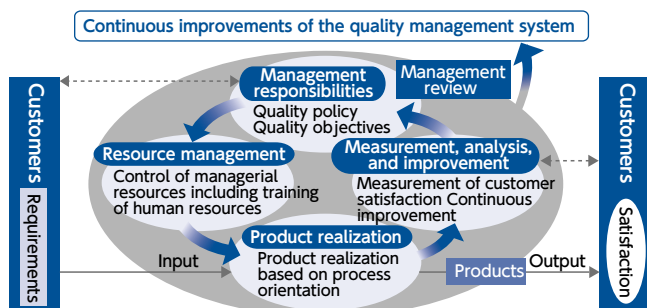 Continuous improvements of the quality management system
Management
responsibilities
Management
review
Quality policy
Quality objectives
Customers
Requirements
Resource management
Control of managerial
resources including training
of human resources
Measurement, analysis,
and improvement
Measurement of customer
satisfaction Continuous
improvement
Product realization
Product realization
based on process
orientation
Input
Products
Output
Customers
Satisfaction